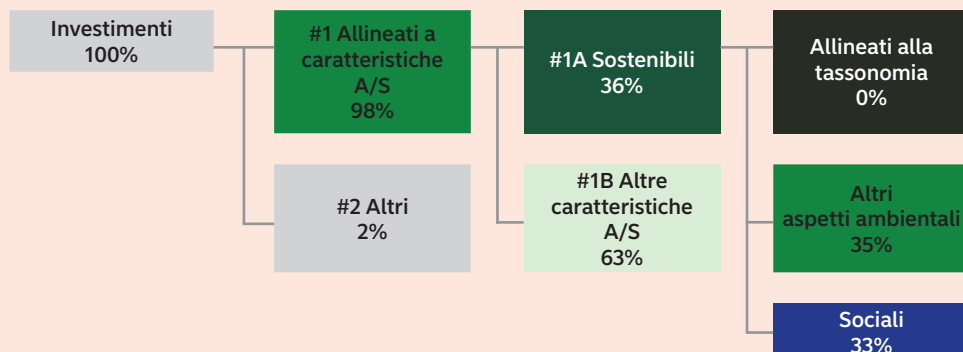 Investimenti
100%
#1 Allineati a
caratteristiche
A/S
98%
#1A Sostenibili
36%
Allineati alla
tassonomia
0%
#2 Altri
2%
#1B Altre
caratteristiche
A/S
63%
Altri
aspetti ambientali
35%
Sociali
33%